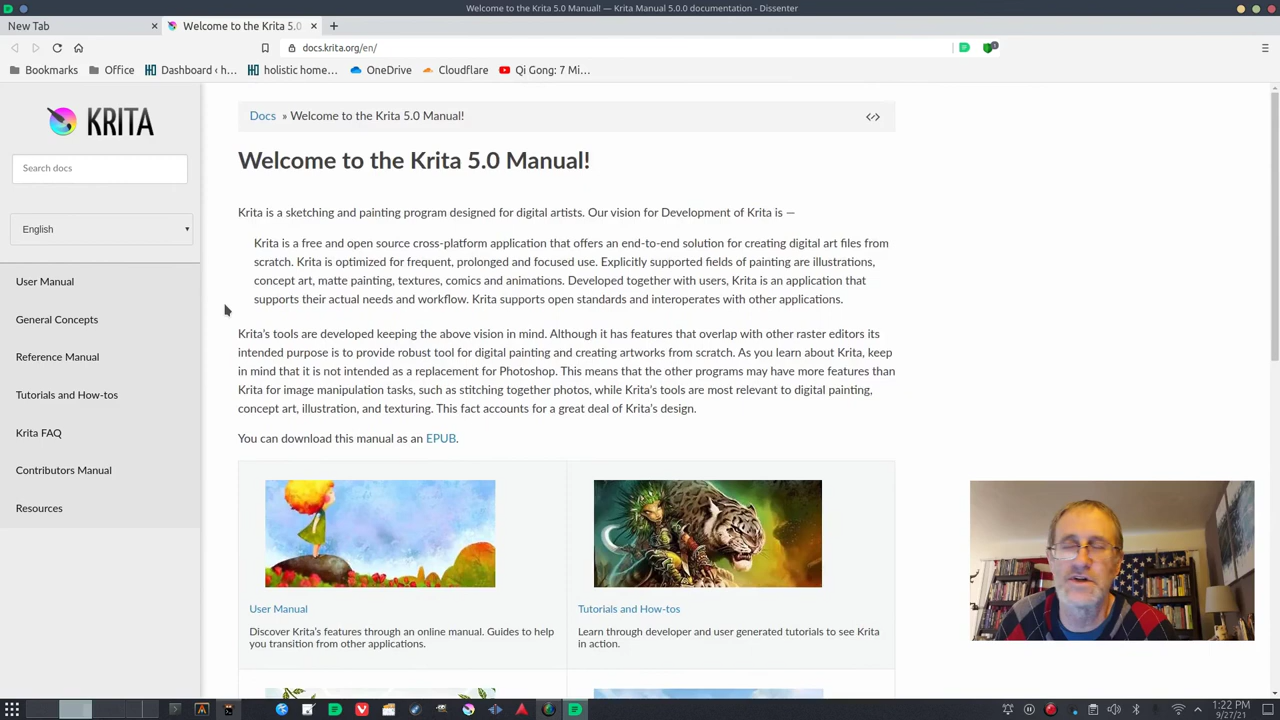 Welcome to the Krita 5.0 Manual! — Krita Manual 5.0.0 documentation - Dissenter
New Tab
Welcome to the Krita 5.0
docs.krita.org/en/
Bookmarks
Office
Dashboard ‹ h...
holistic home...
OneDrive
Cloudflare
Qi Gong: 7 Mi...
KRITA
Search docs
English
User Manual
General Concepts
Reference Manual
Tutorials and How-tos
Krita FAQ
Contributors Manual
Resources
Docs » Welcome to the Krita 5.0 Manual!
Welcome to the Krita 5.0 Manual!
Krita is a sketching and painting program designed for digital artists. Our vision for Development of Krita is —
Krita is a free and open source cross-platform application that offers an end-to-end solution for creating digital art files from
scratch. Krita is optimized for frequent, prolonged and focused use. Explicitly supported fields of painting are illustrations,
concept art, matte painting, textures, comics and animations. Developed together with users, Krita is an application that
supports their actual needs and workflow. Krita supports open standards and interoperates with other applications.
Krita's tools are developed keeping the above vision in mind. Although it has features that overlap with other raster editors its
intended purpose is to provide robust tool for digital painting and creating artworks from scratch. As you learn about Krita, keep
in mind that it is not intended as a replacement for Photoshop. This means that the other programs may have more features than
Krita for image manipulation tasks, such as stitching together photos, while Krita's tools are most relevant to digital painting,
concept art, illustration, and texturing. This fact accounts for a great deal of Krita's design.
You can download this manual as an EPUB.
User Manual
Discover Krita's features through an online manual. Guides to help
you transition from other applications.
Tutorials and How-tos
Learn through developer and user generated tutorials to see Krita
in action.
1:22 PM
9/27/21